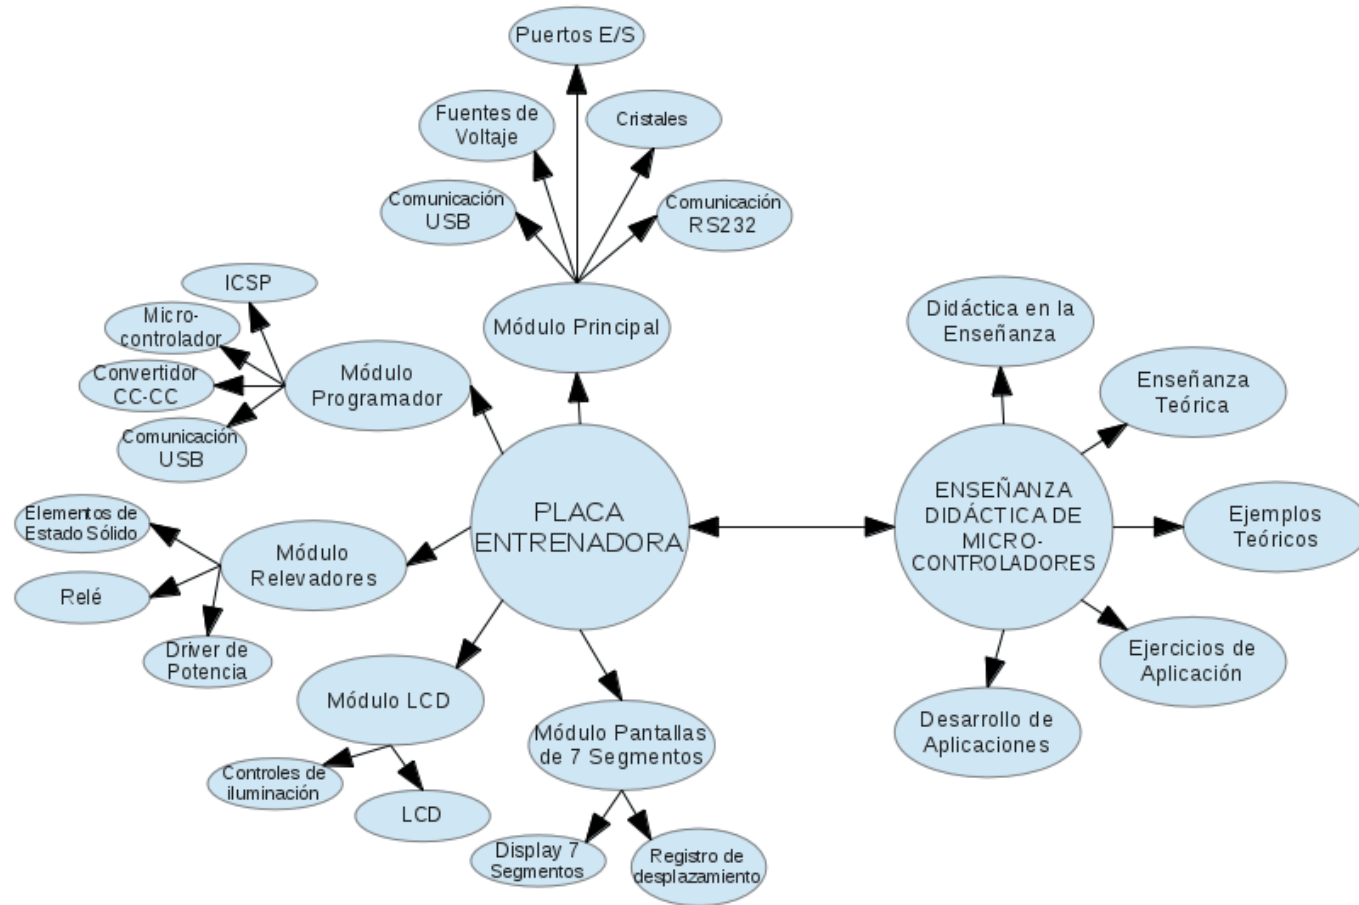 Puertos E/S
Fuentes de
Voltaje
Cristales
Comunicación
USB
Comunicación
RS232
Módulo Principal
ICSP
Micro-
controlador
Convertidor
CC-CC
Comunicación
USB
Módulo
Programador
Elementos de
Estado Sólido
Relé
Driver de
Potencia
Módulo
Relevadores
PLACA
ENTRENADORA
Módulo LCD
Controles de
iluminación
LCD
Módulo Pantallas
de 7 Segmentos
Display 7
Segmentos
Registro de
desplazamiento
Didáctica en la
Enseñanza
Enseñanza
Teórica
ENSEÑANZA
DIDÁCTICA DE
MICRO-
CONTROLADORES
Ejemplos
Teóricos
Ejercicios de
Aplicación
Desarrollo de
Aplicaciones